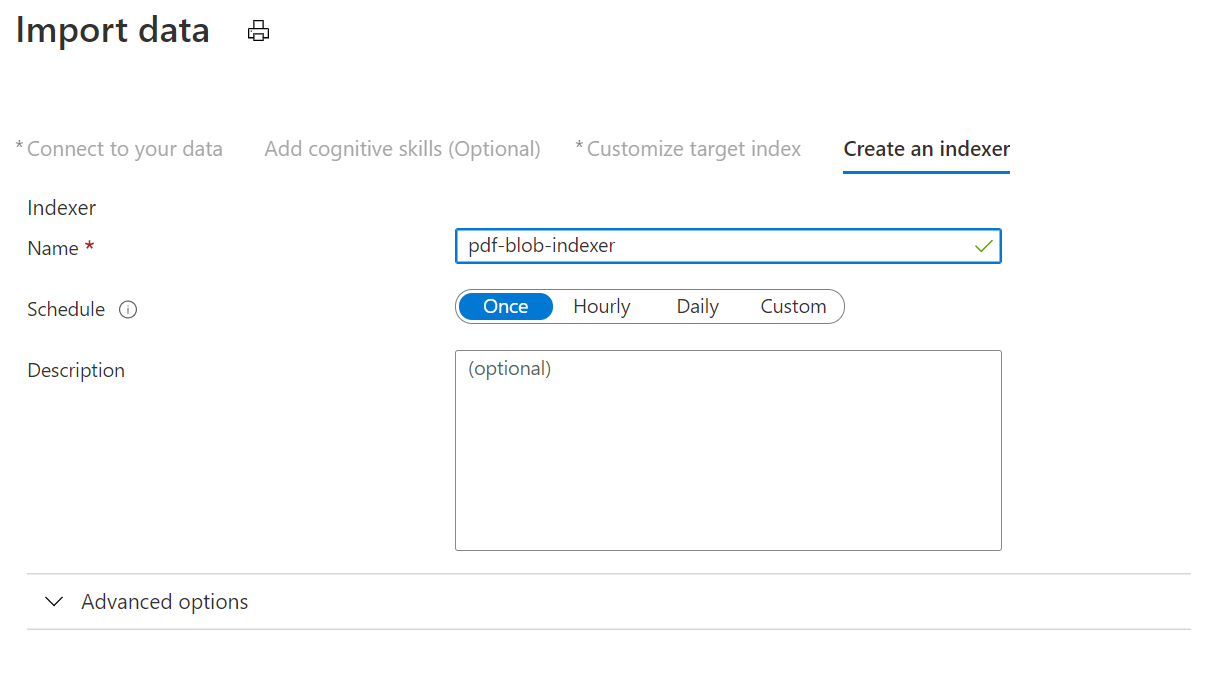 Import data
* Connect to your data
Add cognitive skills (Optional)
* Customize target index
Create an indexer
Indexer
Name *
pdf-blob-indexer
Schedule
Once
Hourly
Daily
Custom
Description
(optional)
Advanced options